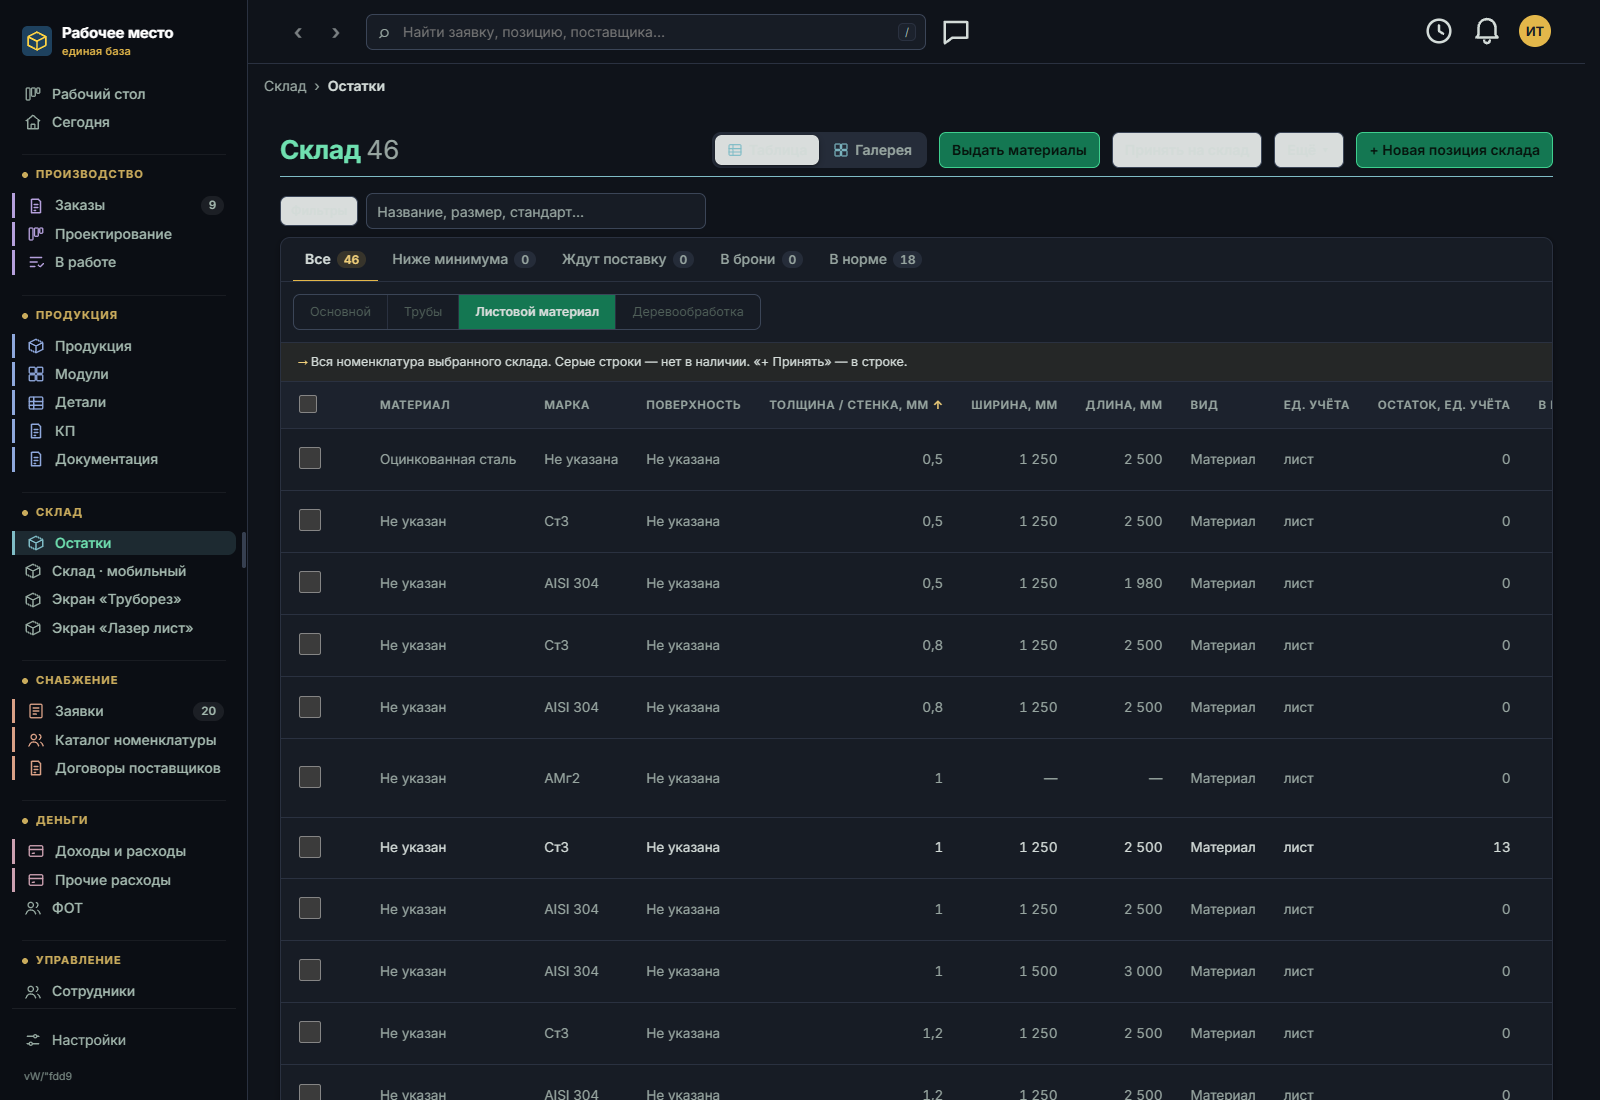 Рабочее место
единая база
Найти заявку, позицию, поставщика...
/
ИТ
Рабочий стол
Сегодня
ПРОИЗВОДСТВО
Заказы 9
Проектирование
В работе
ПРОДУКЦИЯ
Продукция
Модули
Детали
КП
Документация
СКЛАД
Остатки
Склад · мобильный
Экран «Труборез»
Экран «Лазер лист»
СНАБЖЕНИЕ
Заявки 20
Каталог номенклатуры
Договоры поставщиков
ДЕНЬГИ
Доходы и расходы
Прочие расходы
ФОТ
УПРАВЛЕНИЕ
Сотрудники
Настройки
vW/"fdd9
Склад › Остатки
Склад 46
Галерея
Выдать материалы
+ Новая позиция склада
Название, размер, стандарт...
Все 46 Ниже минимума 0 Ждут поставку 0 В брони 0 В норме 18
Основной Трубы Листовой материал Деревообработка
→ Вся номенклатура выбранного склада. Серые строки — нет в наличии. «+ Принять» — в строке.
МАТЕРИАЛ МАРКА ПОВЕРХНОСТЬ ТОЛЩИНА / СТЕНКА, ММ ↑ ШИРИНА, ММ ДЛИНА, ММ ВИД ЕД. УЧЁТА ОСТАТОК, ЕД. УЧЁТА В
Оцинкованная сталь Не указана Не указана 0,5 1 250 2 500 Материал лист 0
Не указан Ст3 Не указана 0,5 1 250 2 500 Материал лист 0
Не указан AISI 304 Не указана 0,5 1 250 1 980 Материал лист 0
Не указан Ст3 Не указана 0,8 1 250 2 500 Материал лист 0
Не указан AISI 304 Не указана 0,8 1 250 2 500 Материал лист 0
Не указан АМг2 Не указана 1 — — Материал лист 0
Не указан Ст3 Не указана 1 1 250 2 500 Материал лист 13
Не указан AISI 304 Не указана 1 1 250 2 500 Материал лист 0
Не указан AISI 304 Не указана 1 1 500 3 000 Материал лист 0
Не указан Ст3 Не указана 1,2 1 250 2 500 Материал лист 0
Не указан AISI 304 Не указана 1,2 1 250 2 500 Материал лист 0